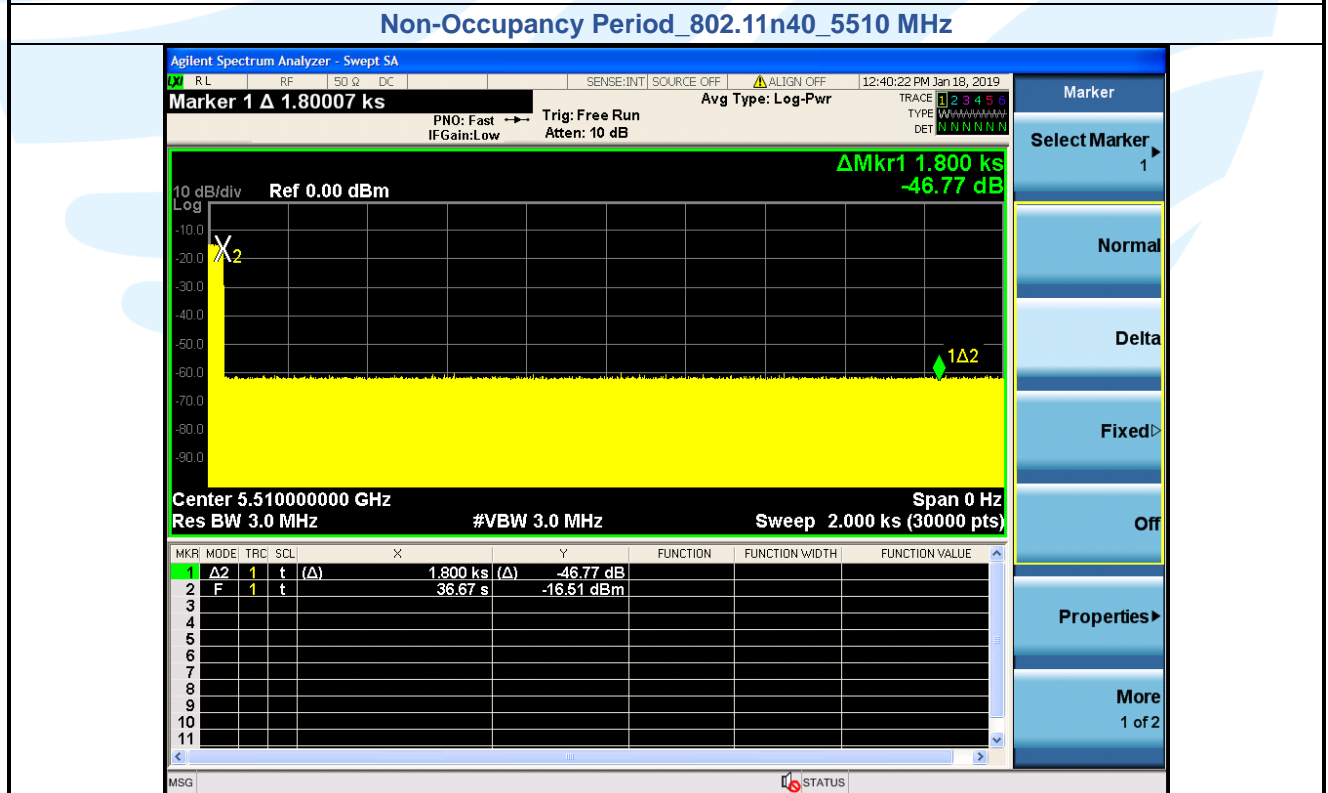 Non-Occupancy Period_802.11n40_5510 MHz
Agilent Spectrum Analyzer - Swept SA
LXI RL RF 50 Ω DC SENSE:INT SOURCE OFF ALIGN OFF 12:40:22 PM Jan 18, 2019
Marker 1 Δ 1.80007 ks
PNO: Fast
IFGain:Low
Trig: Free Run
Atten: 10 dB
Avg Type: Log-Pwr
TRACE 1 2 3 4 5 6
TYPE WWWWWW
DET N N N N N N
ΔMkr1 1.800 ks
-46.77 dB
10 dB/div Ref 0.00 dBm
Log
-10.0
-20.0
-30.0
-40.0
-50.0
-60.0
-70.0
-80.0
-90.0
2
1Δ2
Center 5.510000000 GHz Span 0 Hz
Res BW 3.0 MHz #VBW 3.0 MHz Sweep 2.000 ks (30000 pts)
MKR MODE TRC SCL X Y FUNCTION FUNCTION WIDTH FUNCTION VALUE
1 Δ2 1 t (Δ) 1.800 ks (Δ) -46.77 dB
2 F 1 t 36.67 s -16.51 dBm
3
4
5
6
7
8
9
10
11
MSG STATUS
Marker
Select Marker
1
Normal
Delta
Fixed
Off
Properties
More
1 of 2